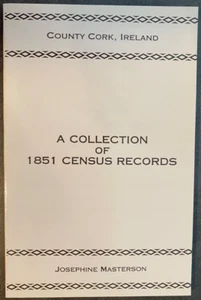 COUNTY CORK, IRELAND
A COLLECTION
OF
1851 CENSUS RECORDS
JOSEPHINE MASTERSON